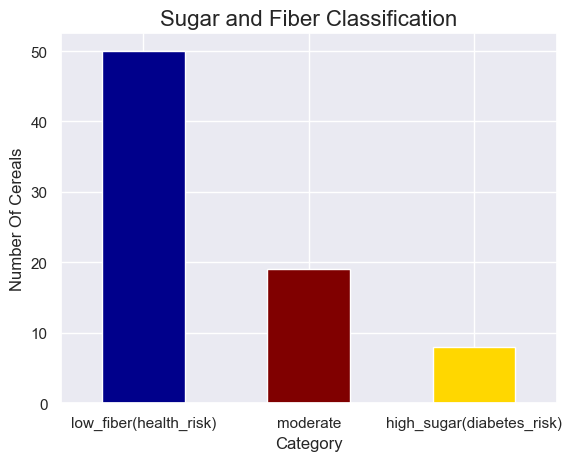 Sugar and Fiber Classification
50
40
30
20
10
0
Number Of Cereals
low_fiber(health_risk)
moderate
high_sugar(diabetes_risk)
Category